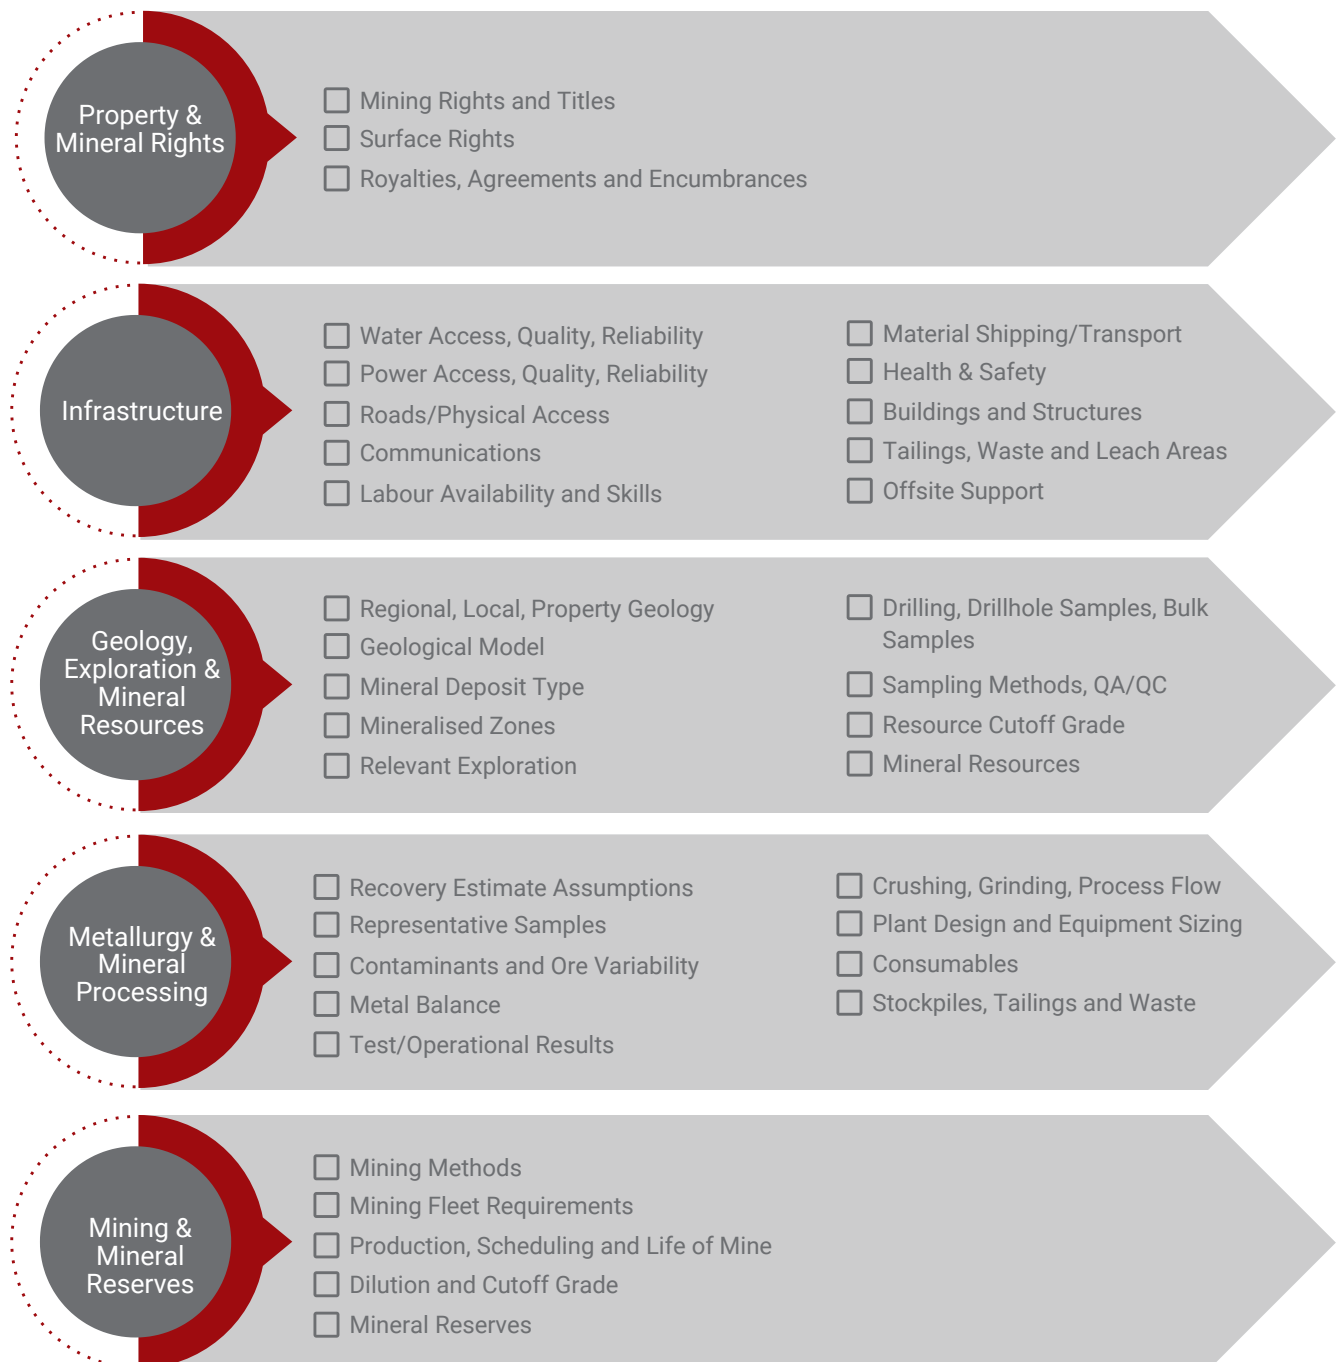 Property &
Mineral Rights
Mining Rights and Titles
Surface Rights
Royalties, Agreements and Encumbrances
Infrastructure
Water Access, Quality, Reliability
Power Access, Quality, Reliability
Roads/Physical Access
Communications
Labour Availability and Skills
Material Shipping/Transport
Health & Safety
Buildings and Structures
Tailings, Waste and Leach Areas
Offsite Support
Geology,
Exploration &
Mineral
Resources
Regional, Local, Property Geology
Geological Model
Mineral Deposit Type
Mineralised Zones
Relevant Exploration
Drilling, Drillhole Samples, Bulk
Samples
Sampling Methods, QA/QC
Resource Cutoff Grade
Mineral Resources
Metallurgy &
Mineral
Processing
Recovery Estimate Assumptions
Representative Samples
Contaminants and Ore Variability
Metal Balance
Test/Operational Results
Crushing, Grinding, Process Flow
Plant Design and Equipment Sizing
Consumables
Stockpiles, Tailings and Waste
Mining &
Mineral
Reserves
Mining Methods
Mining Fleet Requirements
Production, Scheduling and Life of Mine
Dilution and Cutoff Grade
Mineral Reserves